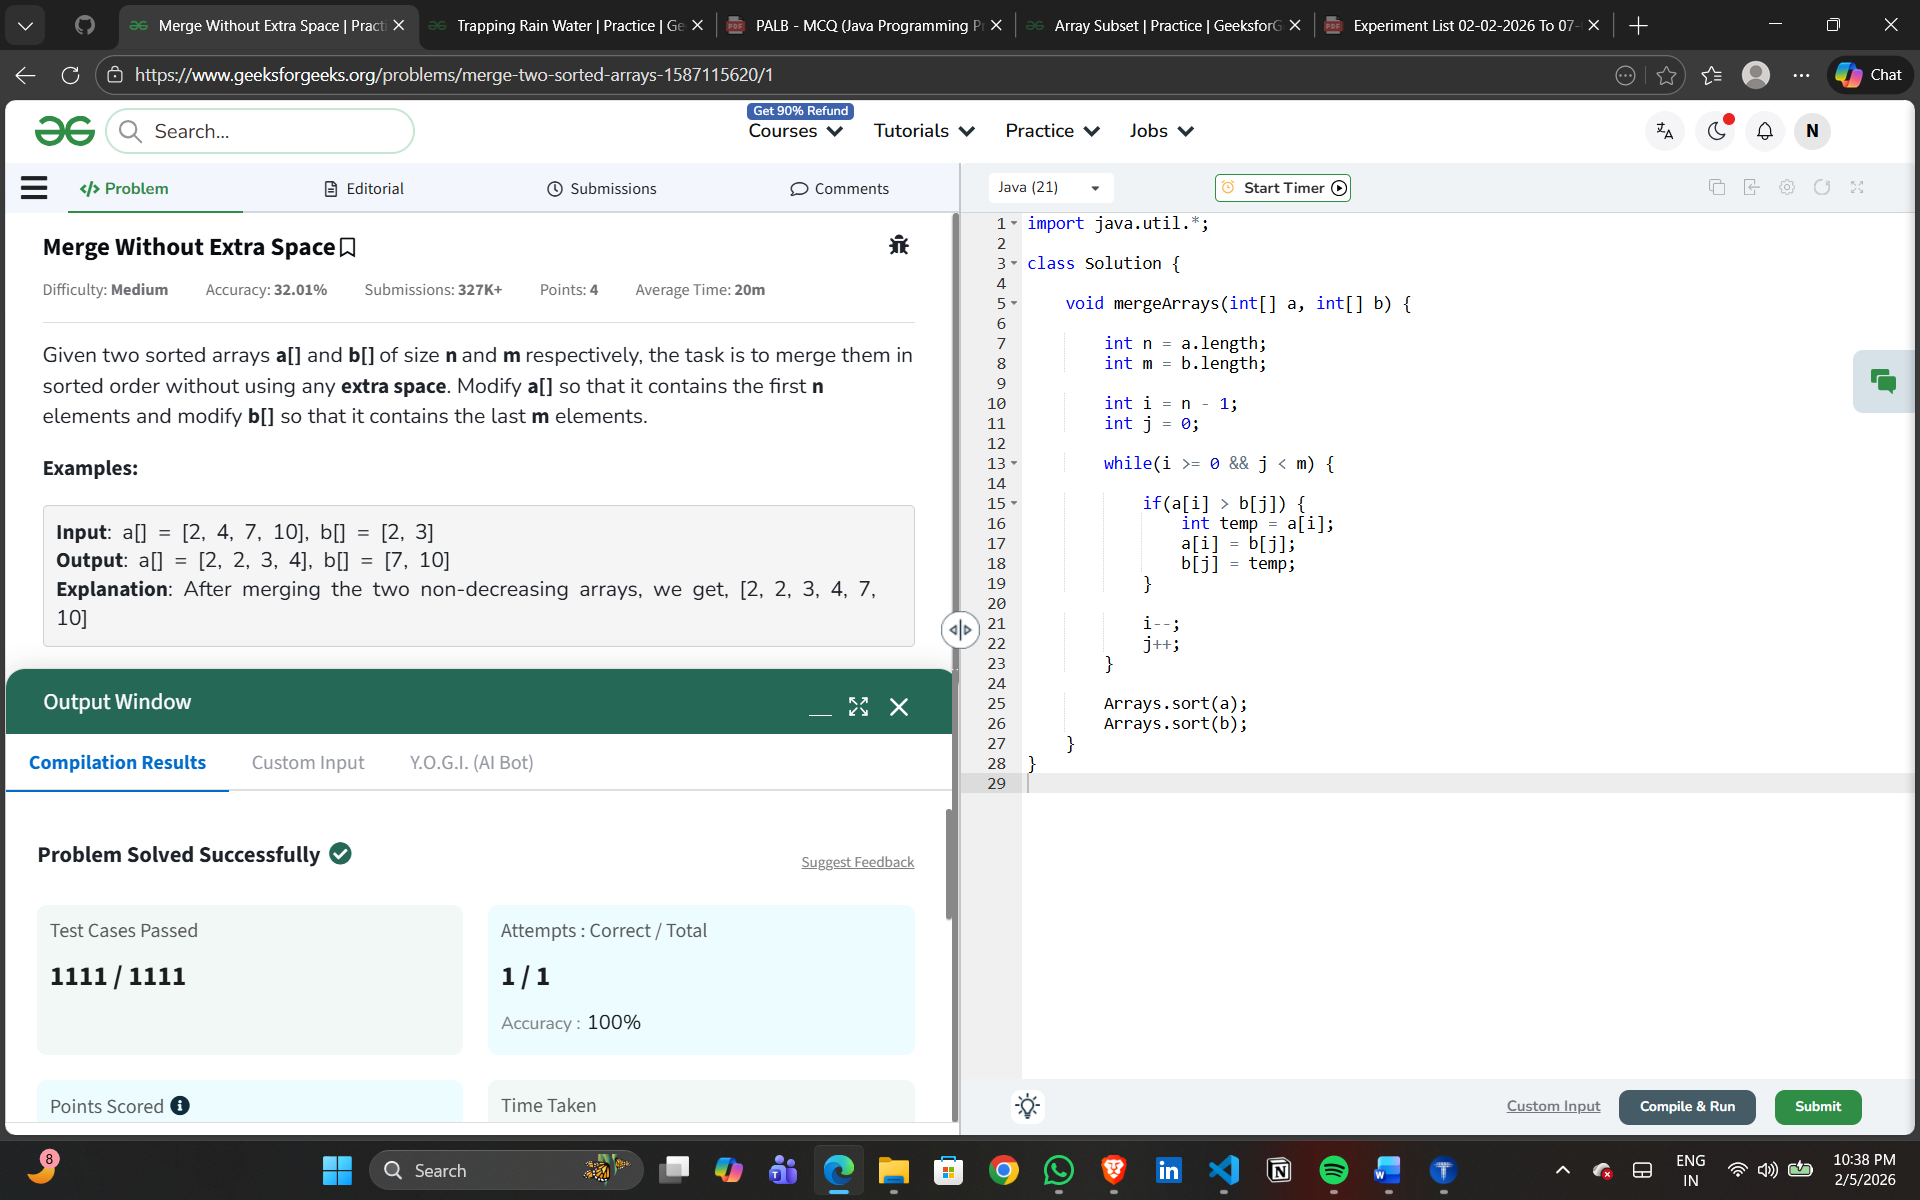 Merge Without Extra Space | Practi
Trapping Rain Water | Practice | Ge
PALB - MCQ (Java Programming P
Array Subset | Practice | GeeksforG
Experiment List 02-02-2026 To 07-
https://www.geeksforgeeks.org/problems/merge-two-sorted-arrays-1587115620/1
Chat
Search...
Get 90% Refund
Courses
Tutorials
Practice
Jobs
N
</> Problem
Editorial
Submissions
Comments
Java (21)
Start Timer
Merge Without Extra Space
Difficulty: Medium Accuracy: 32.01% Submissions: 327K+ Points: 4 Average Time: 20m
Given two sorted arrays a[] and b[] of size n and m respectively, the task is to merge them in
sorted order without using any extra space. Modify a[] so that it contains the first n
elements and modify b[] so that it contains the last m elements.
Examples:
Input: a[] = [2, 4, 7, 10], b[] = [2, 3]
Output: a[] = [2, 2, 3, 4], b[] = [7, 10]
Explanation: After merging the two non-decreasing arrays, we get, [2, 2, 3, 4, 7,
10]
Output Window
Compilation Results
Custom Input
Y.O.G.I. (AI Bot)
Problem Solved Successfully
Suggest Feedback
Test Cases Passed
1111 / 1111
Attempts : Correct / Total
1 / 1
Accuracy : 100%
Points Scored
Time Taken
1 import java.util.*;
2
3 class Solution {
4
5 void mergeArrays(int[] a, int[] b) {
6
7 int n = a.length;
8 int m = b.length;
9
10 int i = n - 1;
11 int j = 0;
12
13 while(i >= 0 && j < m) {
14
15 if(a[i] > b[j]) {
16 int temp = a[i];
17 a[i] = b[j];
18 b[j] = temp;
19 }
20
21 i--;
22 j++;
23 }
24
25 Arrays.sort(a);
26 Arrays.sort(b);
27 }
28 }
29
Custom Input
Compile & Run
Submit
8
Search
ENG
IN
10:38 PM
2/5/2026